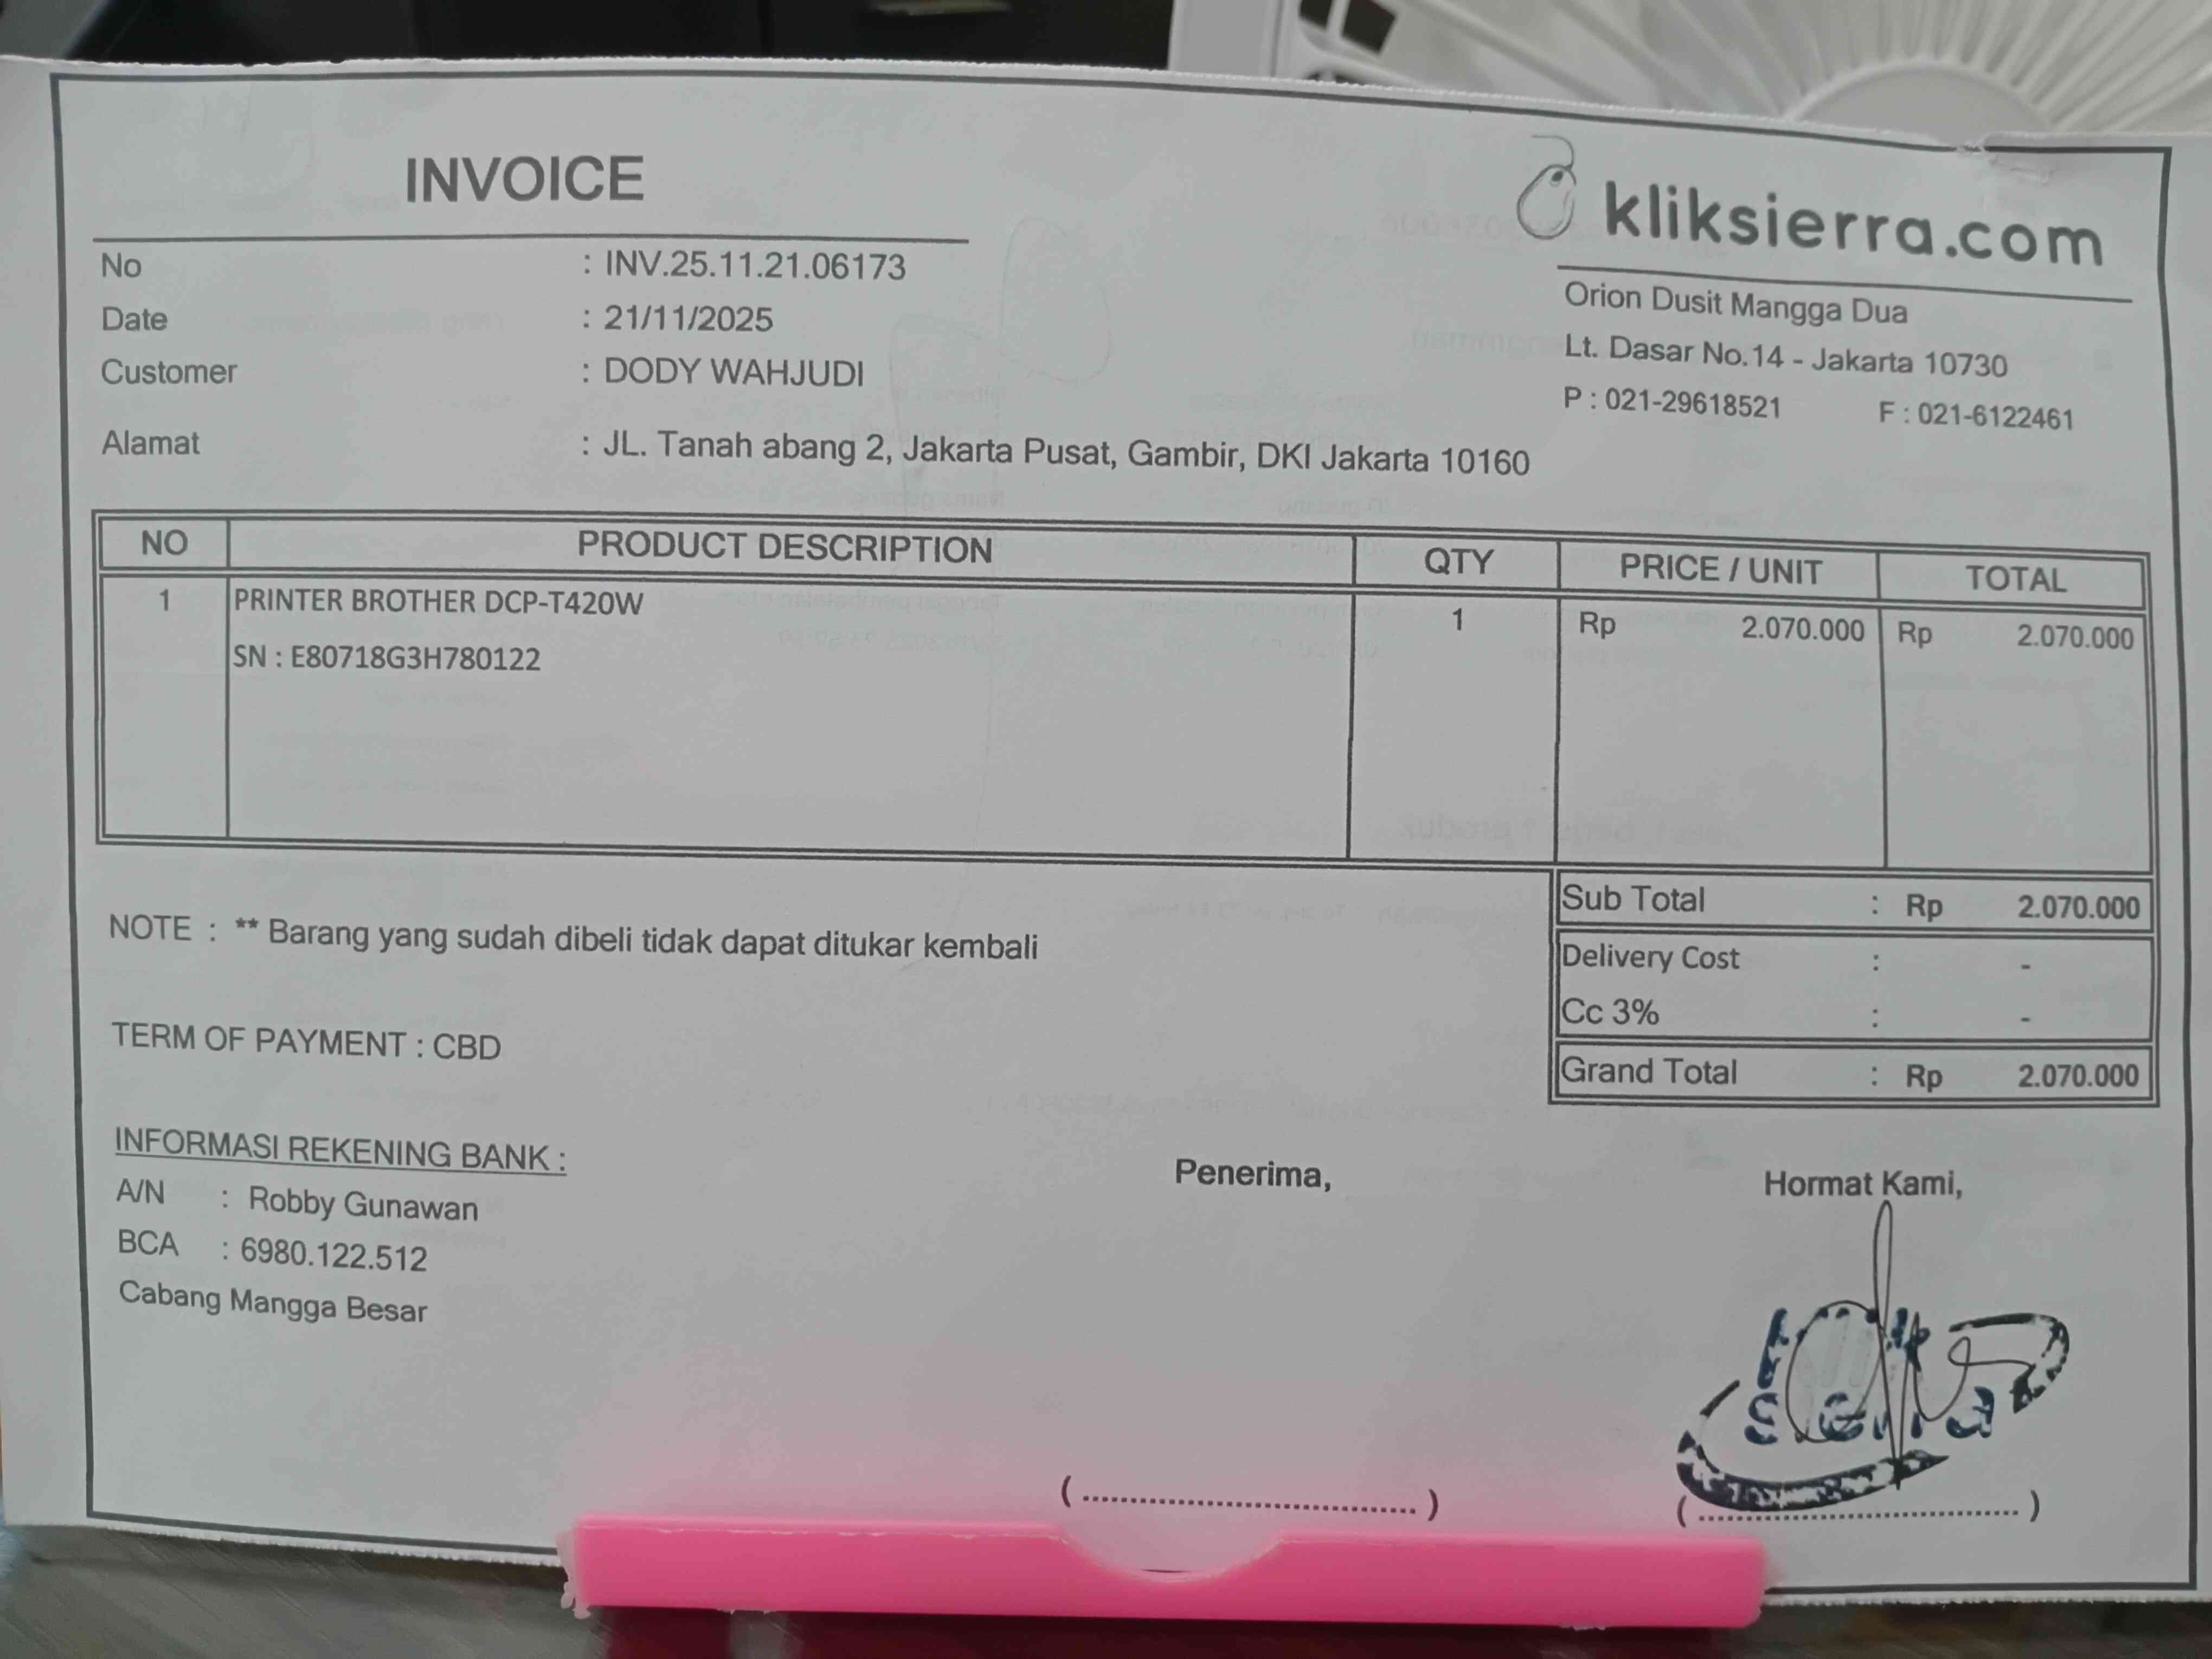 INVOICE
kliksierra.com
No : INV.25.11.21.06173
Date : 21/11/2025
Customer : DODY WAHJUDI
Alamat : JL. Tanah abang 2, Jakarta Pusat, Gambir, DKI Jakarta 10160
Orion Dusit Mangga Dua
Lt. Dasar No.14 - Jakarta 10730
P : 021-29618521 F : 021-6122461
NO PRODUCT DESCRIPTION QTY PRICE / UNIT TOTAL
1 PRINTER BROTHER DCP-T420W 1 Rp 2.070.000 Rp 2.070.000
SN : E80718G3H780122
Sub Total : Rp 2.070.000
Delivery Cost : -
Cc 3% : -
Grand Total : Rp 2.070.000
NOTE : ** Barang yang sudah dibeli tidak dapat ditukar kembali
TERM OF PAYMENT : CBD
INFORMASI REKENING BANK :
A/N : Robby Gunawan
BCA : 6980.122.512
Cabang Mangga Besar
Penerima,
Hormat Kami,
sierra
( .................................... )
( .................................... )